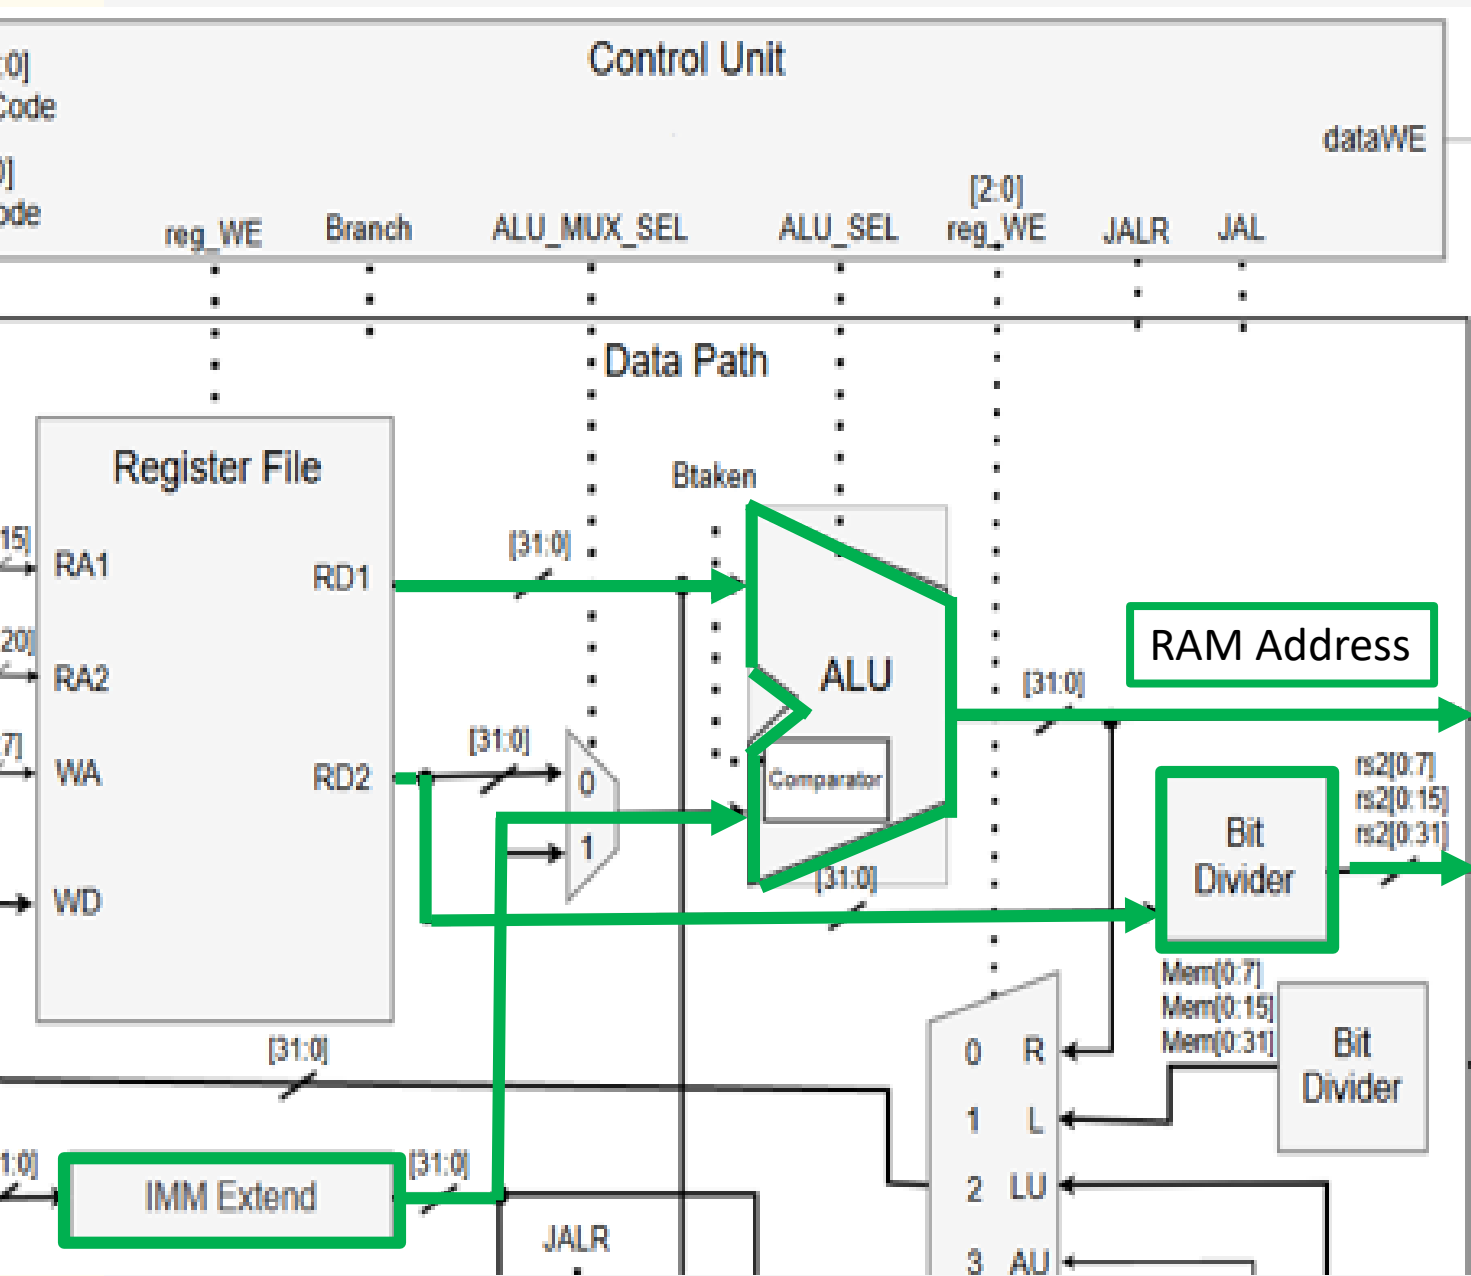 :0]
Control Unit
Code
dataWE
0]
ode
[2:0]
reg_WE
Branch
ALU_MUX_SEL
ALU_SEL
reg_WE
JALR
JAL
Data Path
Register File
Btaken
15]
RA1
RD1
[31:0]
20]
RA2
ALU
RAM Address
[31:0]
7]
WA
RD2
[31:0]
0
1
Comparator
rs2[0:7]
rs2[0:15]
rs2[0:31]
Bit
Divider
WD
[31:0]
Mem[0:7]
Mem[0:15]
Mem[0:31]
Bit
Divider
[31:0]
0 R
1 L
2 LU
3 AU
1:0]
IMM Extend
[31:0]
JALR